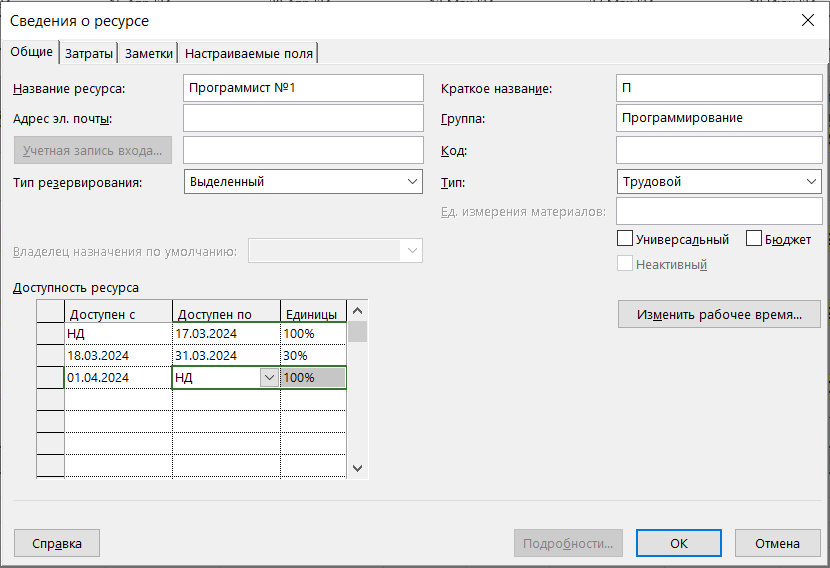 Сведения о ресурсе
Общие Затраты Заметки Настраиваемые поля
Название ресурса: Программист №1 Краткое название: П
Адрес эл. почты: Группа: Программирование
Учетная запись входа... Код:
Тип резервирования: Выделенный Тип: Трудовой
Ед. измерения материалов:
Универсальный Бюджет
Владелец назначения по умолчанию: Неактивный
Доступность ресурса
Доступен с Доступен по Единицы Изменить рабочее время...
НД 17.03.2024 100%
18.03.2024 31.03.2024 30%
01.04.2024 НД 100%
Справка Подробности... ОК Отмена